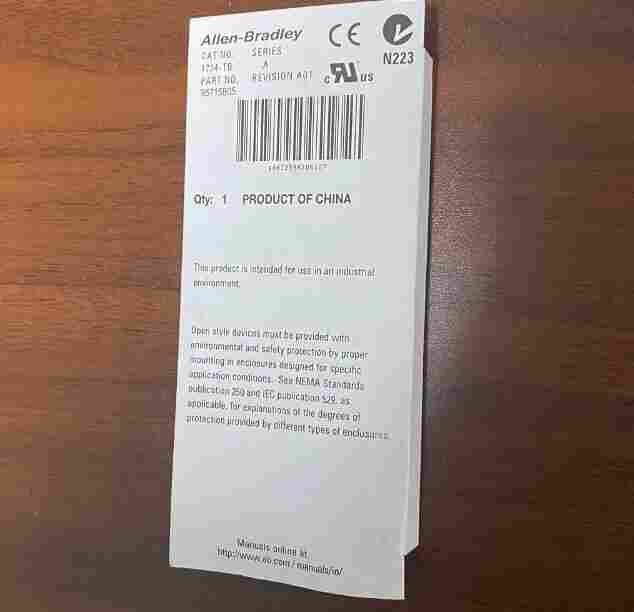 Allen-Bradley
CAT NO. SERIES
1734-TB A
PART NO. REVISION A01
95715805
CE
c RU us
N223
Qty: 1 PRODUCT OF CHINA
This product is intended for use in an industrial
environment.
Open style devices must be provided with
environmental and safety protection by proper
mounting in enclosures designed for specific
application conditions. See NEMA Standards
publication 250 and IEC publication 529, as
applicable, for explanations of the degrees of
protection provided by different types of enclosures.
Manuals online at
http://www.ab.com/manuals/io/